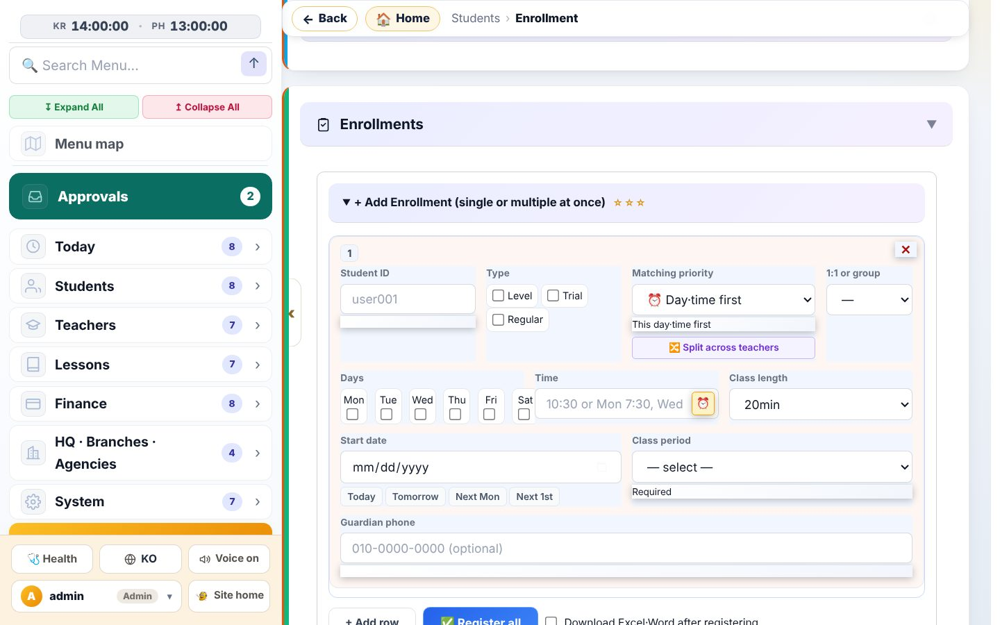 KR 14:00:00 • PH 13:00:00
Search Menu...
↧ Expand All
↥ Collapse All
Menu map
Approvals 2
Today 8
Students 8
Teachers 7
Lessons 7
Finance 8
HQ · Branches ·
Agencies 4
System 7
Health
KO
Voice on
A admin Admin ▾
Site home
← Back
Home
Students › Enrollment
Enrollments ▼
▼ + Add Enrollment (single or multiple at once) ☆☆☆
1
Student ID
user001
Type
Level
Trial
Regular
Matching priority
⏰ Day·time first
This day·time first
🔀 Split across teachers
1:1 or group
—
Days
Mon Tue Wed Thu Fri Sat
Time
10:30 or Mon 7:30, Wed
Class length
20min
Start date
mm/dd/yyyy
Today Tomorrow Next Mon Next 1st
Class period
— select —
Required
Guardian phone
010-0000-0000 (optional)
+ Add row
✅ Register all
Download Excel·Word after registering